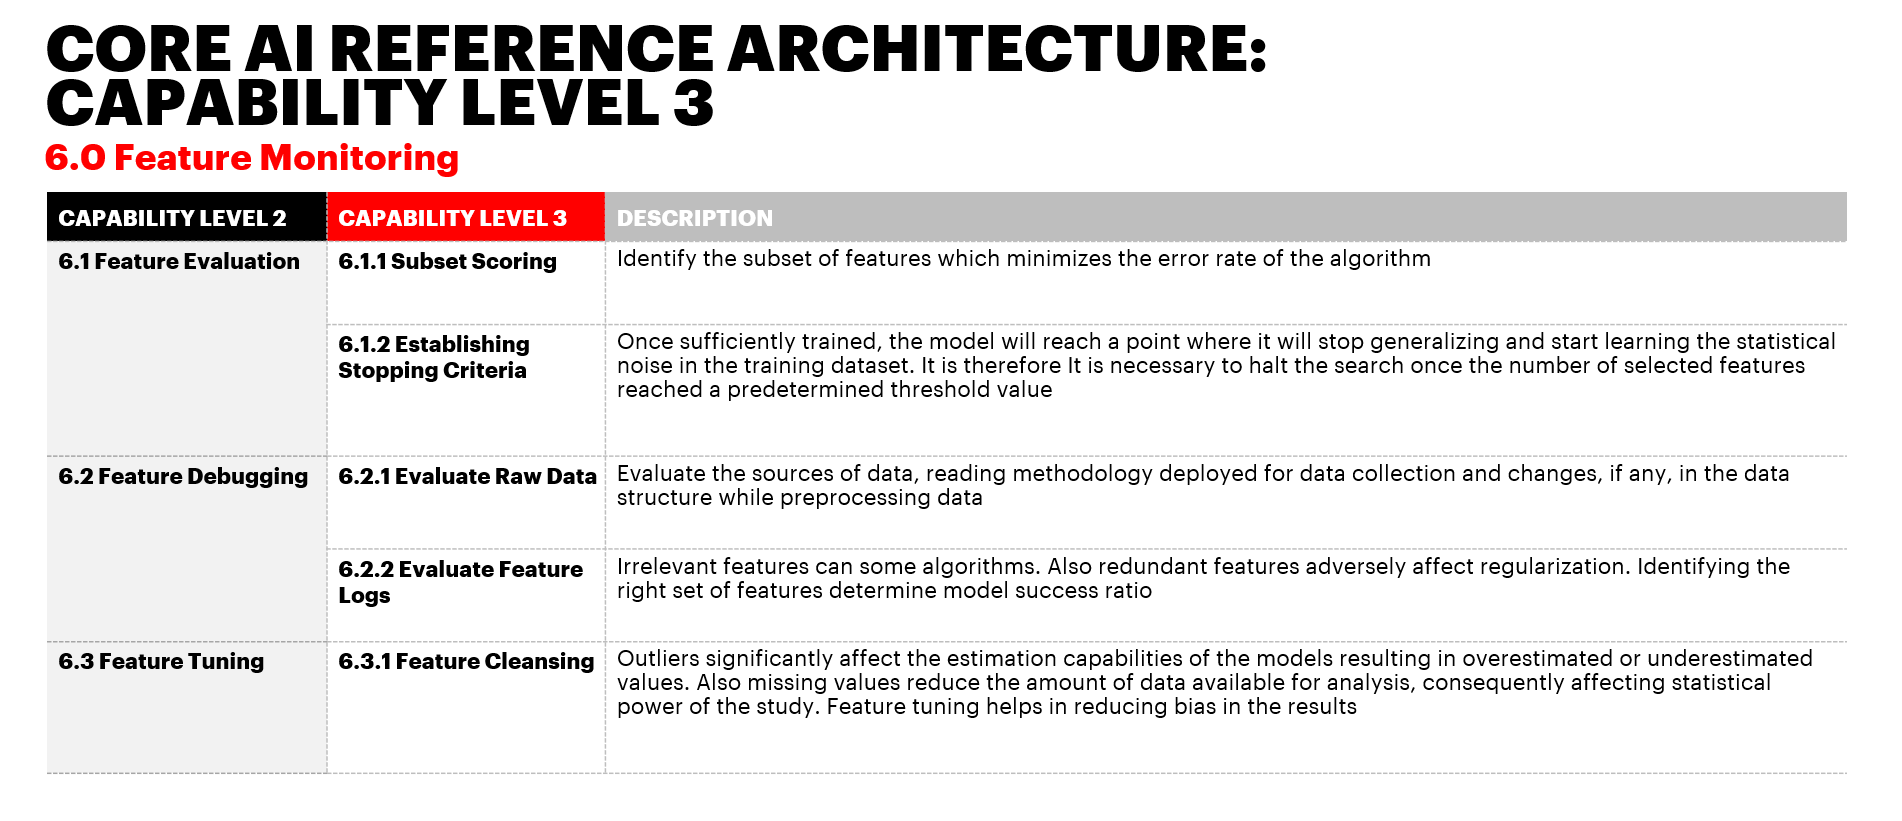 CORE AI REFERENCE ARCHITECTURE:
CAPABILITY LEVEL 3
6.0 Feature Monitoring
CAPABILITY LEVEL 2
CAPABILITY LEVEL 3
DESCRIPTION
6.1 Feature Evaluation
6.1.1 Subset Scoring
Identify the subset of features which minimizes the error rate of the algorithm
6.1.2 Establishing
Stopping Criteria
Once sufficiently trained, the model will reach a point where it will stop generalizing and start learning the statistical
noise in the training dataset. It is therefore It is necessary to halt the search once the number of selected features
reached a predetermined threshold value
6.2 Feature Debugging
6.2.1 Evaluate Raw Data
Evaluate the sources of data, reading methodology deployed for data collection and changes, if any, in the data
structure while preprocessing data
6.2.2 Evaluate Feature
Logs
Irrelevant features can some algorithms. Also redundant features adversely affect regularization. Identifying the
right set of features determine model success ratio
6.3 Feature Tuning
6.3.1 Feature Cleansing
Outliers significantly affect the estimation capabilities of the models resulting in overestimated or underestimated
values. Also missing values reduce the amount of data available for analysis, consequently affecting statistical
power of the study. Feature tuning helps in reducing bias in the results